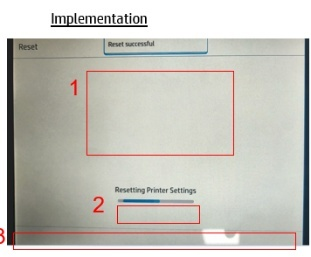 Implementation
Reset
Reset successful
1
Resetting Printer Settings
2
3